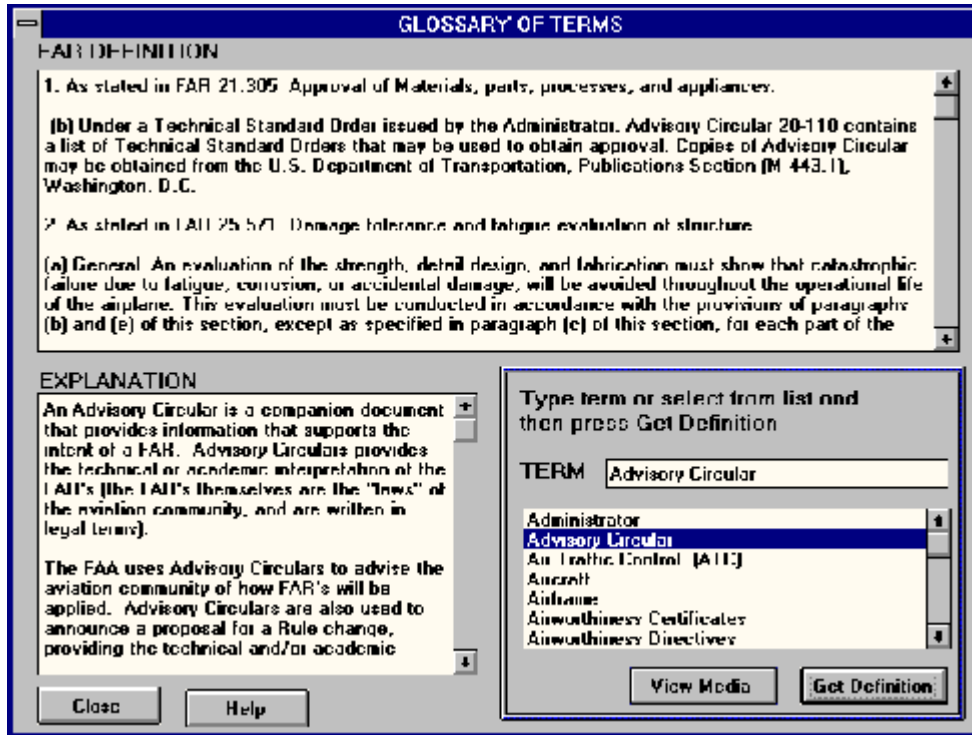 GLOSSARY OF TERMS
FAR DEFINITION
1. As stated in FAR 21.305 Approval of Materials, parts, processes, and appliances.
(b) Under a Technical Standard Order issued by the Administrator. Advisory Circular 20-110 contains
a list of Technical Standard Orders that may be used to obtain approval. Copies of Advisory Circular
may be obtained from the U.S. Department of Transportation, Publications Section (M 443.1),
Washington. D.C.
2 As stated in FAR 25.571 Damage tolerance and fatigue evaluation of structure
(a) General An evaluation of the strength, detail design, and fabrication must show that catastrophic
failure due to fatigue, corrosion, or accidental damage, will be avoided throughout the operational life
of the airplane. This evaluation must be conducted in accordance with the provisions of paragraphs
(b) and (e) of this section, except as specified in paragraph (c) of this section, for each part of the
EXPLANATION
An Advisory Circular is a companion document
that provides information that supports the
intent of a FAR. Advisory Circulars provides
the technical or academic interpretation of the
FAR's (the FAR's themselves are the "laws" of
the aviation community, and are written in
legal terms).
The FAA uses Advisory Circulars to advise the
aviation community of how FAR's will be
applied. Advisory Circulars are also used to
announce a proposal for a Rule change,
providing the technical and/or academic
Close
Help
Type term or select from list and
then press Get Definition
TERM Advisory Circular
Administrator
Advisory Circular
Air Traffic Control (ATC)
Aircraft
Airframe
Airworthiness Certificates
Airworthiness Directives
View Media
Get Definition